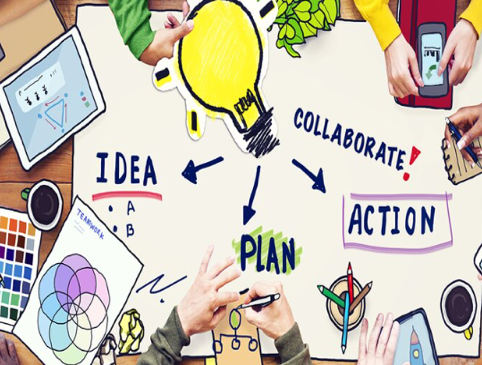 COLLABORATE!
IDEA
• A
• B
TEAMWORK
PLAN
ACTION